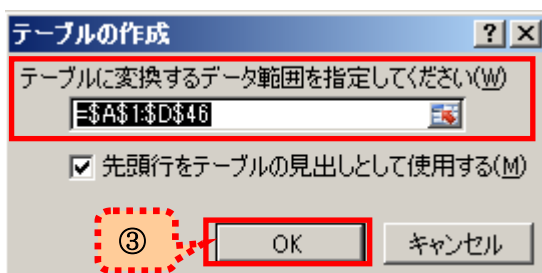 テーブルの作成
テーブルに変換するデータ範囲を指定してください(W)
=$A$1:$D$46
先頭行をテーブルの見出しとして使用する(M)
③ OK キャンセル